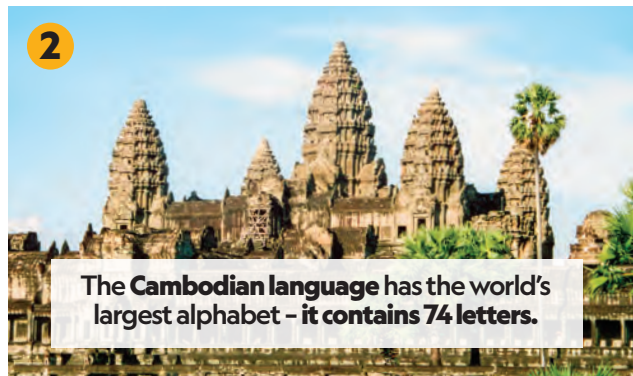 2
The Cambodian language has the world's
largest alphabet – it contains 74 letters.